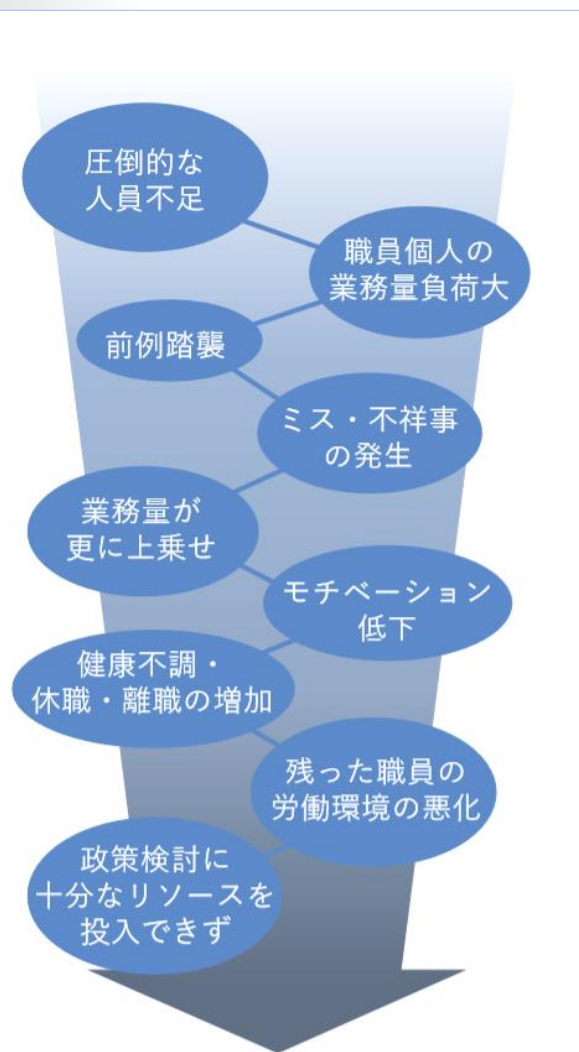 圧倒的な
人員不足
職員個人の
業務量負荷大
前例踏襲
ミス・不祥事
の発生
業務量が
更に上乗せ
モチベーション
低下
健康不調・
休職・離職の増加
残った職員の
労働環境の悪化
政策検討に
十分なリソースを
投入できず